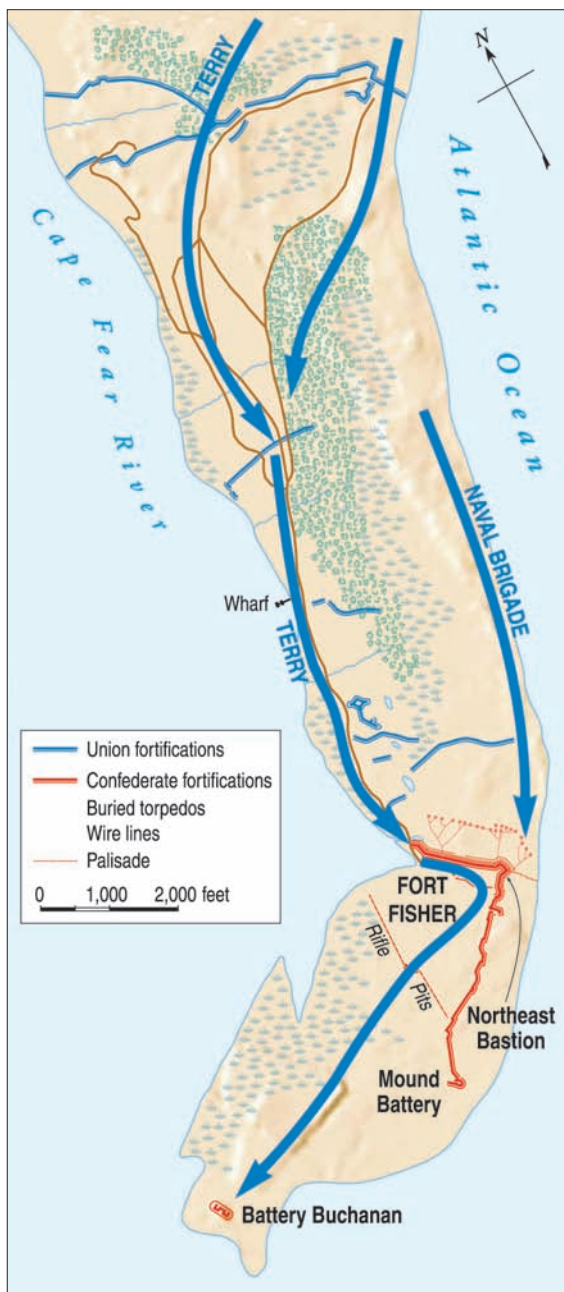 TERRY
N
Atlantic Ocean
Cape Fear River
NAVAL BRIGADE
Wharf
TERRY
Union fortifications
Confederate fortifications
Buried torpedos
Wire lines
Palisade
0 1,000 2,000 feet
FORT
FISHER
Rifle Pits
Northeast
Bastion
Mound
Battery
Battery Buchanan